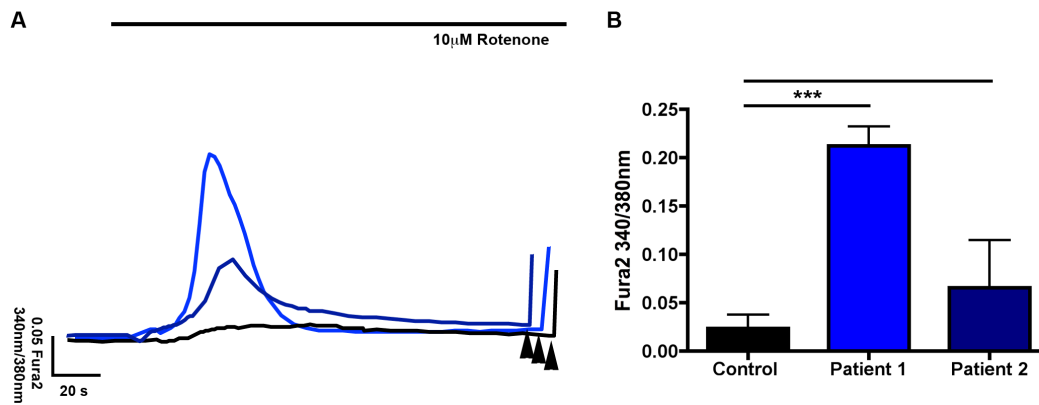 A
10μM Rotenone
0.05 Fura2
340nm/380nm
20 s
B
***
Fura2 340/380nm
0.25
0.20
0.15
0.10
0.05
0.00
Control
Patient 1
Patient 2